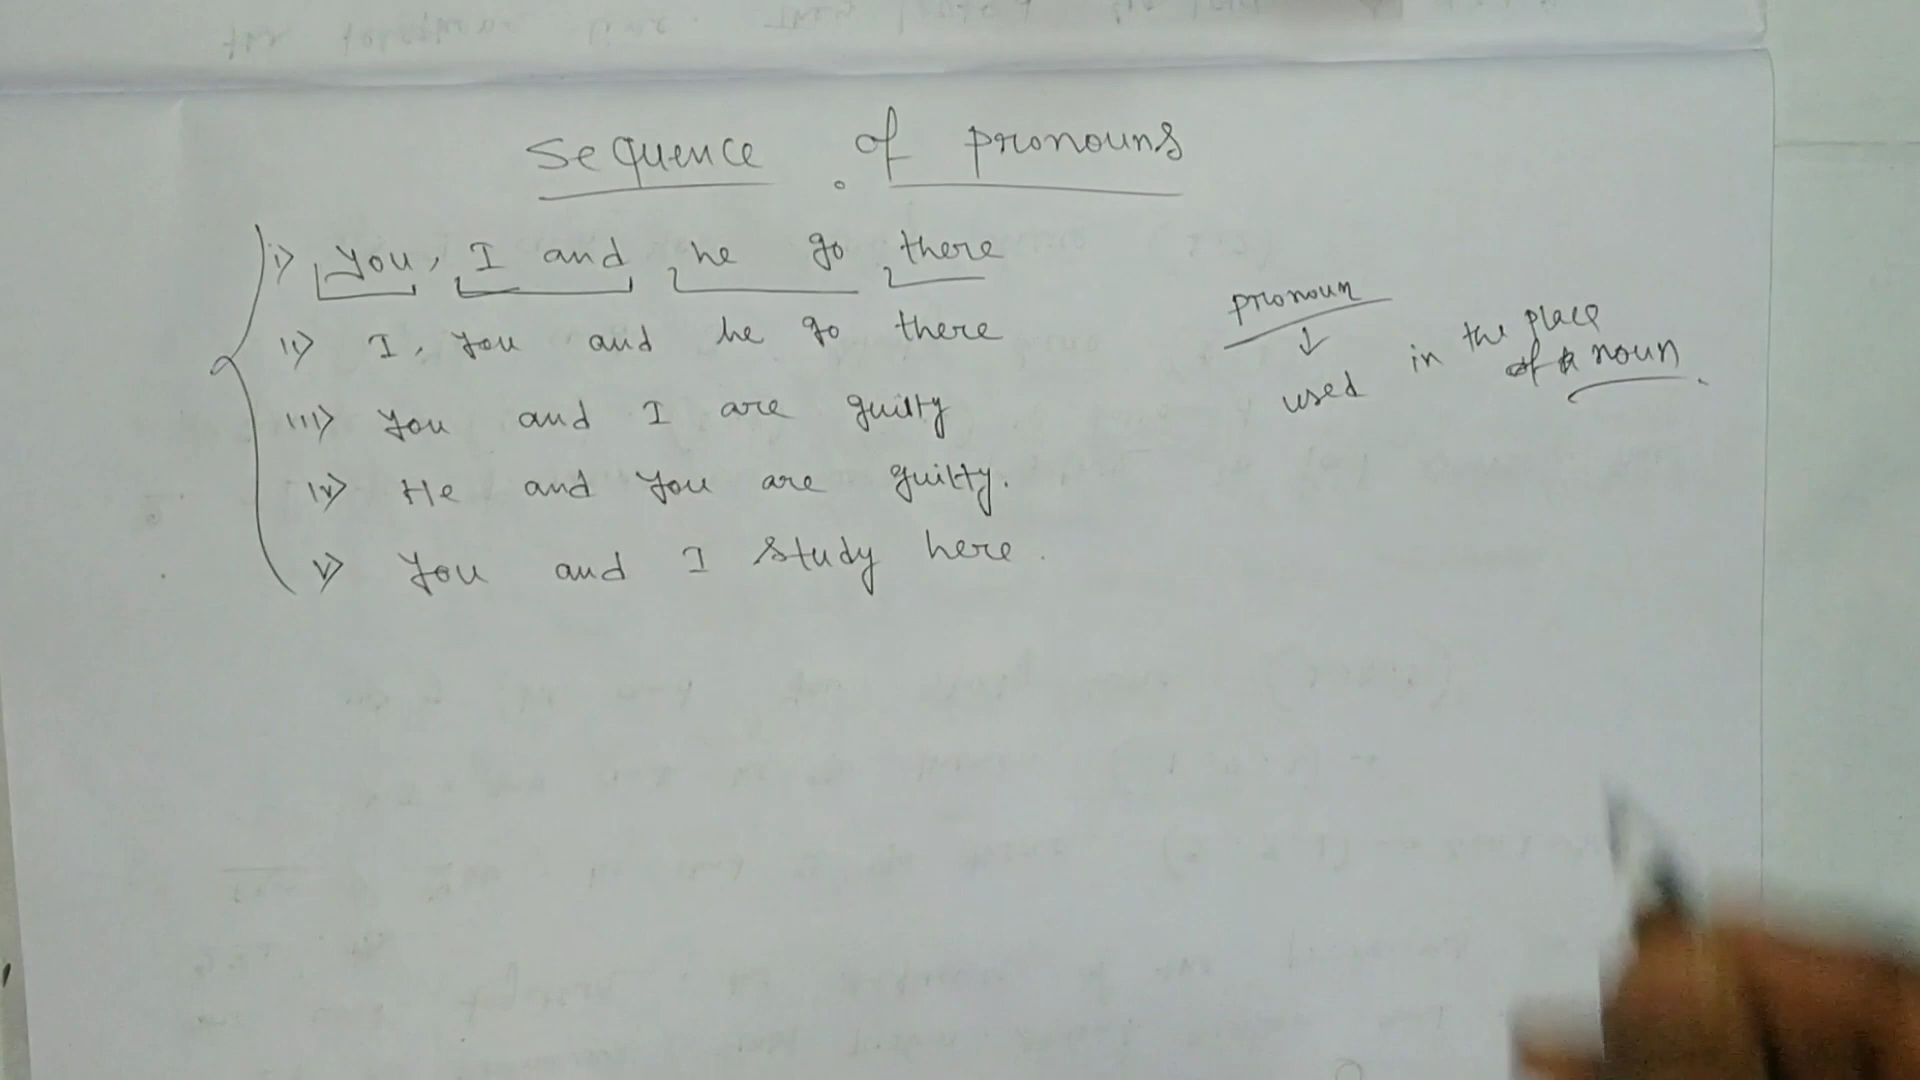 Sequence of pronouns
i) You, I and he go there
ii) I, you and he go there
iii) You and I are guilty
iv) He and you are guilty.
v) You and I study here.
pronoun
↓
used in the place
of a noun.